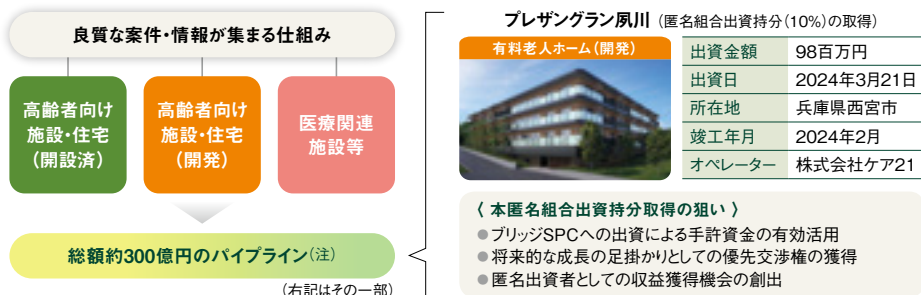 良質な案件・情報が集まる仕組み
高齢者向け
施設・住宅
(開設済)
高齢者向け
施設・住宅
(開発)
医療関連
施設等
総額約300億円のパイプライン(注)
(右記はその一部)
プレザングラン夙川 (匿名組合出資持分(10%)の取得)
有料老人ホーム(開発)
出資金額 98百万円
出資日 2024年3月21日
所在地 兵庫県西宮市
竣工年月 2024年2月
オペレーター 株式会社ケア21
〈 本匿名組合出資持分取得の狙い 〉
●ブリッジSPCへの出資による手許資金の有効活用
●将来的な成長の足掛かりとしての優先交渉権の獲得
●匿名出資者としての収益獲得機会の創出